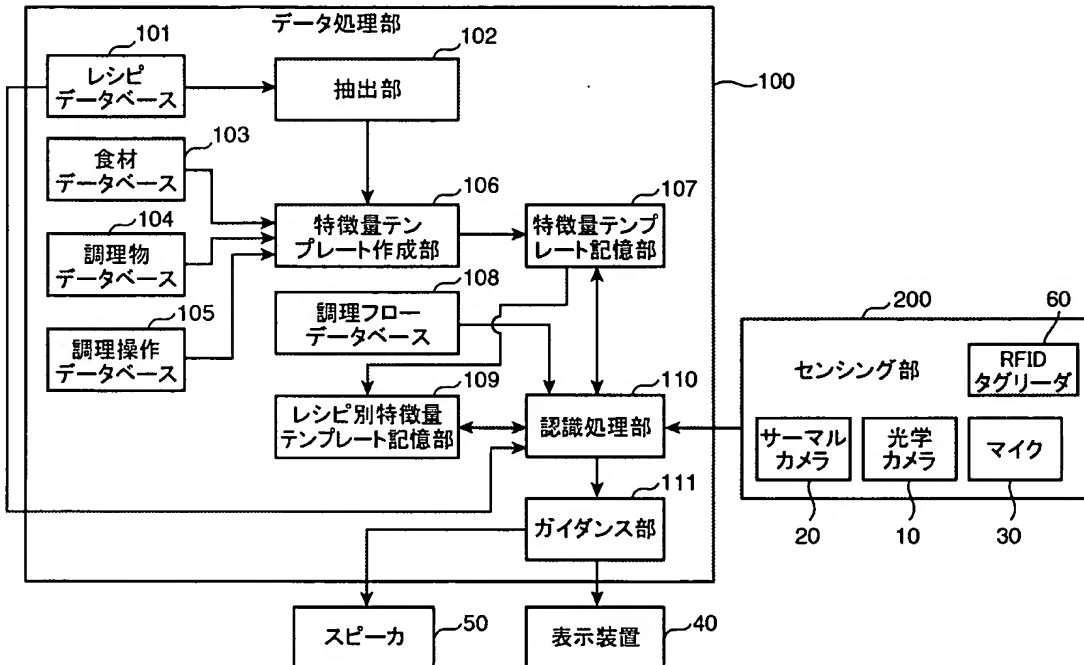 データ処理部
101
102
レシピ
データベース
抽出部
100
103
食材
データベース
106
107
104
特徴量テン
プレート作成部
特徴量テンプ
レート記憶部
調理物
データベース
108
105
調理フロー
データベース
200
60
調理操作
データベース
センシング部
RFID
タグリーダ
109
110
レシピ別特徴量
テンプレート記憶部
認識処理部
サーマル
カメラ
光学
カメラ
マイク
111
ガイダンス部
20
10
30
スピーカ
50
表示装置
40